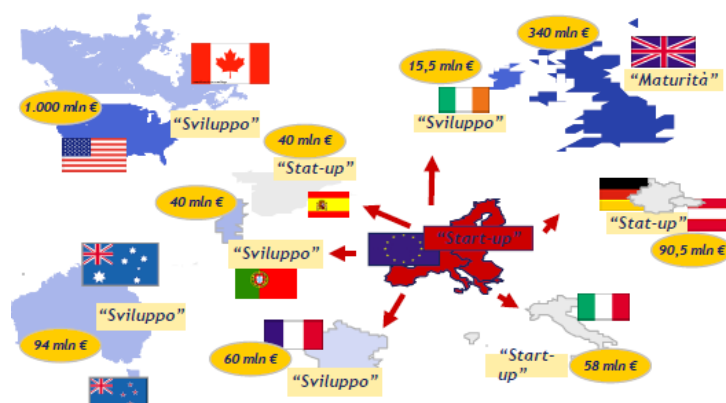 340 mln €
15,5 mln €
“Maturità”
1.000 mln €
“Sviluppo”
“Sviluppo”
40 mln €
“Stat-up”
40 mln €
“Stat-up”
“Start-up”
90,5 mln €
“Sviluppo”
“Sviluppo”
94 mln €
60 mln €
“Sviluppo”
“Start-
up”
58 mln €